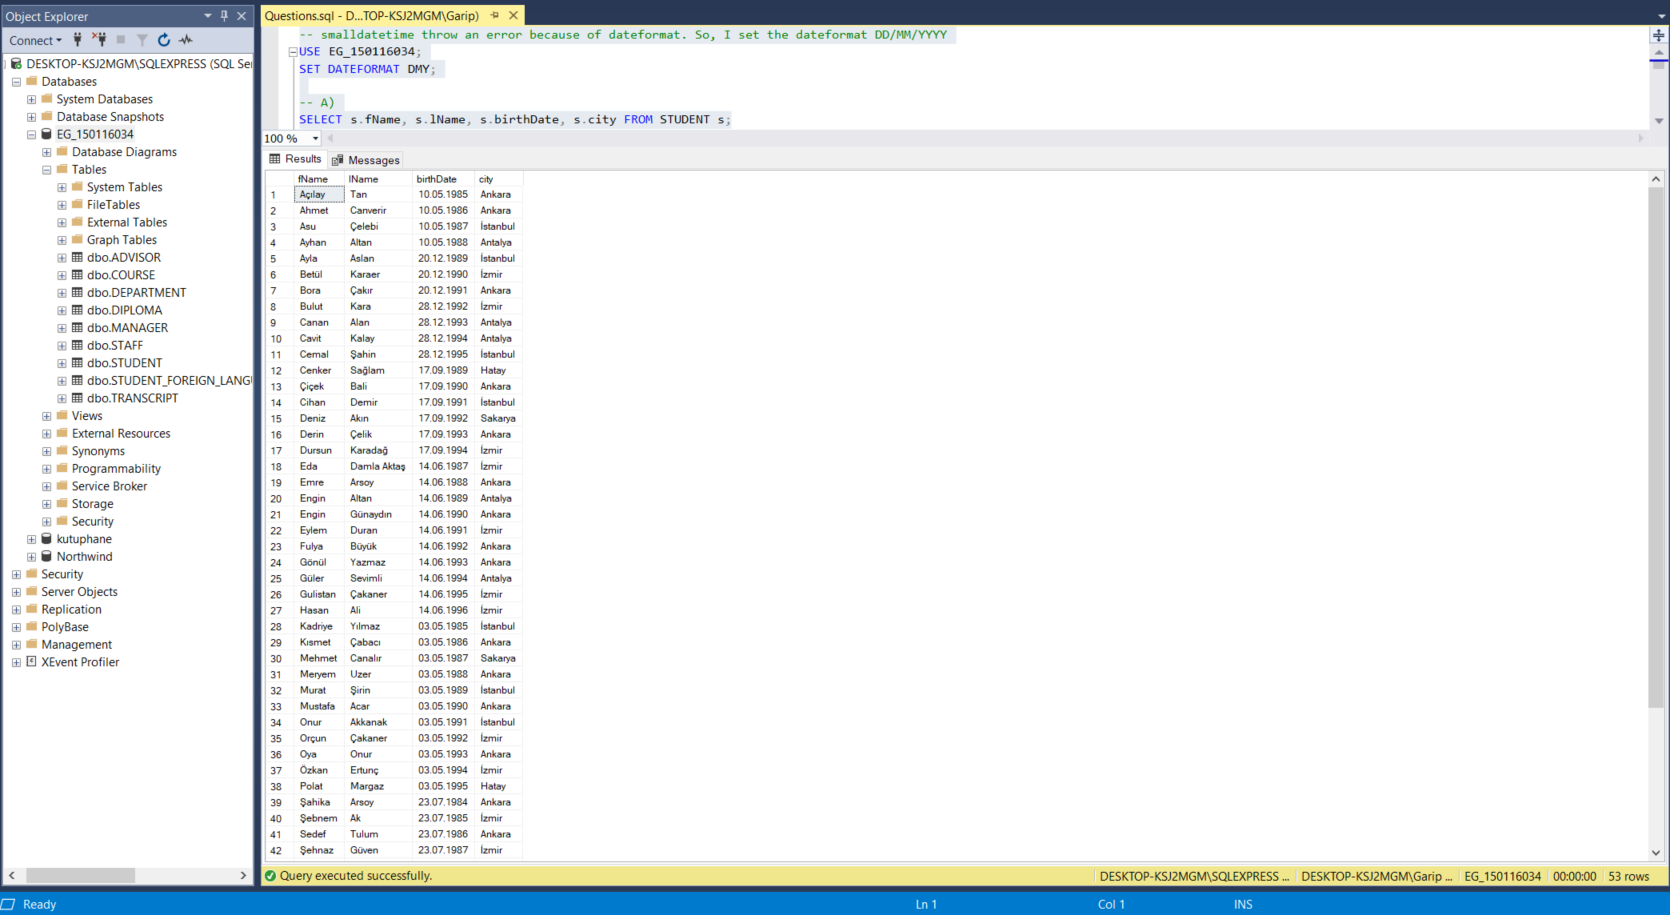 Object Explorer
Connect
DESKTOP-KSJ2MGM\SQLEXPRESS (SQL Se
Databases
System Databases
Database Snapshots
EG_150116034
Database Diagrams
Tables
System Tables
FileTables
External Tables
Graph Tables
dbo.ADVISOR
dbo.COURSE
dbo.DEPARTMENT
dbo.DIPLOMA
dbo.MANAGER
dbo.STAFF
dbo.STUDENT
dbo.STUDENT_FOREIGN_LANG
dbo.TRANSCRIPT
Views
External Resources
Synonyms
Programmability
Service Broker
Storage
Security
kutuphane
Northwind
Security
Server Objects
Replication
PolyBase
Management
XEvent Profiler
Questions.sql - D...TOP-KSJ2MGM\Garip)
-- smalldatetime throw an error because of dateformat. So, I set the dateformat DD/MM/YYYY
USE EG_150116034;
SET DATEFORMAT DMY;
-- A)
SELECT s.fName, s.lName, s.birthDate, s.city FROM STUDENT s;
100 %
Results Messages
fName lName birthDate city
1 Açılay Tan 10.05.1985 Ankara
2 Ahmet Canverir 10.05.1986 Ankara
3 Asu Çelebi 10.05.1987 İstanbul
4 Ayhan Altan 10.05.1988 Antalya
5 Ayla Aslan 20.12.1989 İstanbul
6 Betül Karaer 20.12.1990 İzmir
7 Bora Çakır 20.12.1991 Ankara
8 Bulut Kara 28.12.1992 İzmir
9 Canan Alan 28.12.1993 Antalya
10 Cavit Kalay 28.12.1994 Antalya
11 Cemal Şahin 28.12.1995 İstanbul
12 Cenker Sağlam 17.09.1989 Hatay
13 Çiçek Bali 17.09.1990 Ankara
14 Cihan Demir 17.09.1991 İstanbul
15 Deniz Akın 17.09.1992 Sakarya
16 Derin Çelik 17.09.1993 Ankara
17 Dursun Karadağ 17.09.1994 İzmir
18 Eda Damla Aktaş 14.06.1987 İzmir
19 Emre Arsoy 14.06.1988 Ankara
20 Engin Altan 14.06.1989 Antalya
21 Engin Günaydın 14.06.1990 Ankara
22 Eylem Duran 14.06.1991 İzmir
23 Fulya Büyük 14.06.1992 Ankara
24 Gönül Yazmaz 14.06.1993 Ankara
25 Güler Sevimli 14.06.1994 Antalya
26 Gulistan Çakaner 14.06.1995 İzmir
27 Hasan Ali 14.06.1996 İzmir
28 Kadriye Yılmaz 03.05.1985 İstanbul
29 Kısmet Çabacı 03.05.1986 Ankara
30 Mehmet Canalır 03.05.1987 Sakarya
31 Meryem Uzer 03.05.1988 Ankara
32 Murat Şirin 03.05.1989 İstanbul
33 Mustafa Acar 03.05.1990 Ankara
34 Onur Akkanak 03.05.1991 İstanbul
35 Orçun Çakaner 03.05.1992 İzmir
36 Oya Onur 03.05.1993 Ankara
37 Özkan Ertunç 03.05.1994 İzmir
38 Polat Margaz 03.05.1995 Hatay
39 Şahika Arsoy 23.07.1984 Ankara
40 Şebnem Ak 23.07.1985 İzmir
41 Sedef Tulum 23.07.1986 Ankara
42 Şehnaz Güven 23.07.1987 İzmir
Query executed successfully. DESKTOP-KSJ2MGM\SQLEXPRESS ... DESKTOP-KSJ2MGM\Garip ... EG_150116034 00:00:00 53 rows
Ready Ln 1 Col 1 INS